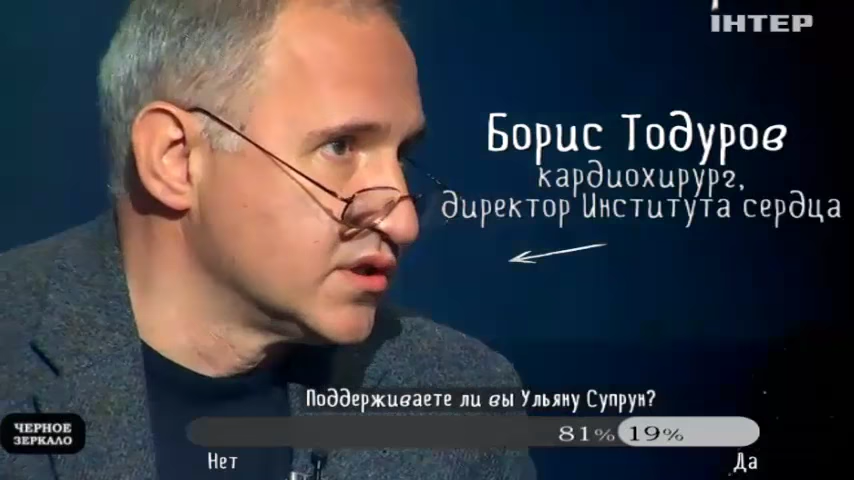 ІНТЕР
Борис Тодуров
кардиохирург,
директор Института сердца
Поддерживаете ли вы Ульяну Супрун?
ЧЕРНОЕ
ЗЕРКАЛО
81% 19%
Нет
Да